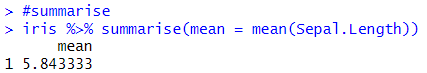 > #summarise
> iris %>% summarise(mean = mean(Sepal.Length))
      mean
1 5.843333